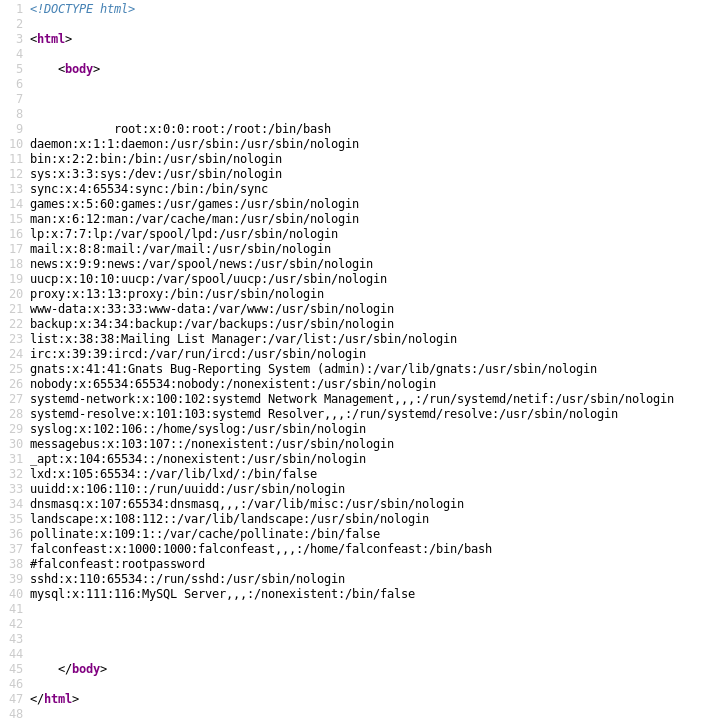 1 <!DOCTYPE html>
2
3 <html>
4
5 <body>
6
7
8
9 root:x:0:0:root:/root:/bin/bash
10 daemon:x:1:1:daemon:/usr/sbin:/usr/sbin/nologin
11 bin:x:2:2:bin:/bin:/usr/sbin/nologin
12 sys:x:3:3:sys:/dev:/usr/sbin/nologin
13 sync:x:4:65534:sync:/bin:/bin/sync
14 games:x:5:60:games:/usr/games:/usr/sbin/nologin
15 man:x:6:12:man:/var/cache/man:/usr/sbin/nologin
16 lp:x:7:7:lp:/var/spool/lpd:/usr/sbin/nologin
17 mail:x:8:8:mail:/var/mail:/usr/sbin/nologin
18 news:x:9:9:news:/var/spool/news:/usr/sbin/nologin
19 uucp:x:10:10:uucp:/var/spool/uucp:/usr/sbin/nologin
20 proxy:x:13:13:proxy:/bin:/usr/sbin/nologin
21 www-data:x:33:33:www-data:/var/www:/usr/sbin/nologin
22 backup:x:34:34:backup:/var/backups:/usr/sbin/nologin
23 list:x:38:38:Mailing List Manager:/var/list:/usr/sbin/nologin
24 irc:x:39:39:ircd:/var/run/ircd:/usr/sbin/nologin
25 gnats:x:41:41:Gnats Bug-Reporting System (admin):/var/lib/gnats:/usr/sbin/nologin
26 nobody:x:65534:65534:nobody:/nonexistent:/usr/sbin/nologin
27 systemd-network:x:100:102:systemd Network Management,,,:/run/systemd/netif:/usr/sbin/nologin
28 systemd-resolve:x:101:103:systemd Resolver,,,:/run/systemd/resolve:/usr/sbin/nologin
29 syslog:x:102:106::/home/syslog:/usr/sbin/nologin
30 messagebus:x:103:107::/nonexistent:/usr/sbin/nologin
31 _apt:x:104:65534::/nonexistent:/usr/sbin/nologin
32 lxd:x:105:65534::/var/lib/lxd/:/bin/false
33 uuidd:x:106:110::/run/uuidd:/usr/sbin/nologin
34 dnsmasq:x:107:65534:dnsmasq,,,:/var/lib/misc:/usr/sbin/nologin
35 landscape:x:108:112::/var/lib/landscape:/usr/sbin/nologin
36 pollinate:x:109:1::/var/cache/pollinate:/bin/false
37 falconfeast:x:1000:1000:falconfeast,,,:/home/falconfeast:/bin/bash
38 #falconfeast:rootpassword
39 sshd:x:110:65534::/run/sshd:/usr/sbin/nologin
40 mysql:x:111:116:MySQL Server,,,:/nonexistent:/bin/false
41
42
43
44
45 </body>
46
47 </html>
48